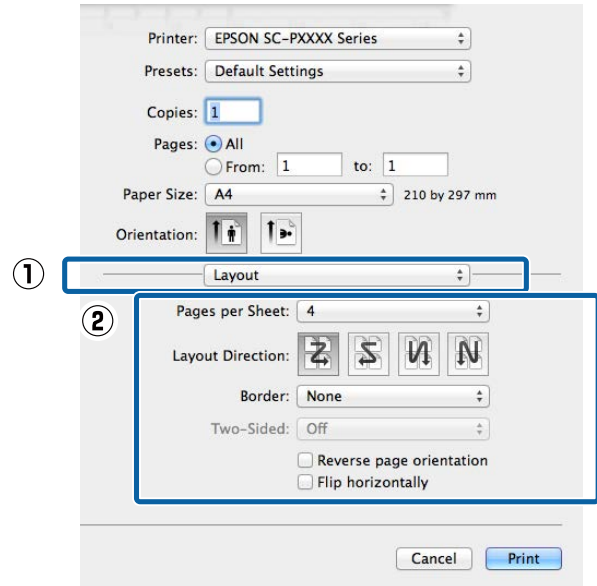 Printer: EPSON SC-PXXXX Series
Presets: Default Settings
Copies: 1
Pages: All
From: 1 to: 1
Paper Size: A4 210 by 297 mm
Orientation:
① Layout
②
Pages per Sheet: 4
Layout Direction:
Border: None
Two-Sided: Off
Reverse page orientation
Flip horizontally
Cancel Print